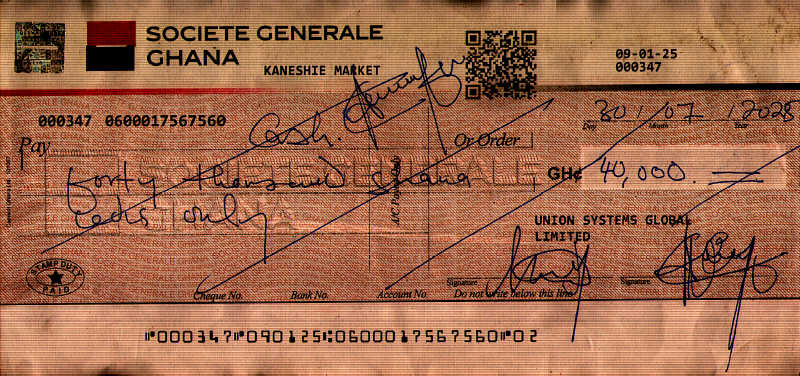 SOCIETE GENERALE
GHANA
KANESHIE MARKET
09-01-25
000347
000347 0600017567560
30 / 07 / 2025
Day Month Year
Pay Cash. Or Order
forty thousand Ghana
cedis only
GH¢ 40,000.
A/C Payee Only
UNION SYSTEMS GLOBAL
LIMITED
STAMP DUTY
PAID
Signature Signature
Cheque No. Bank No. Account No. Do not write below this line
⑈000347⑈090125⑆0600017567560⑈02